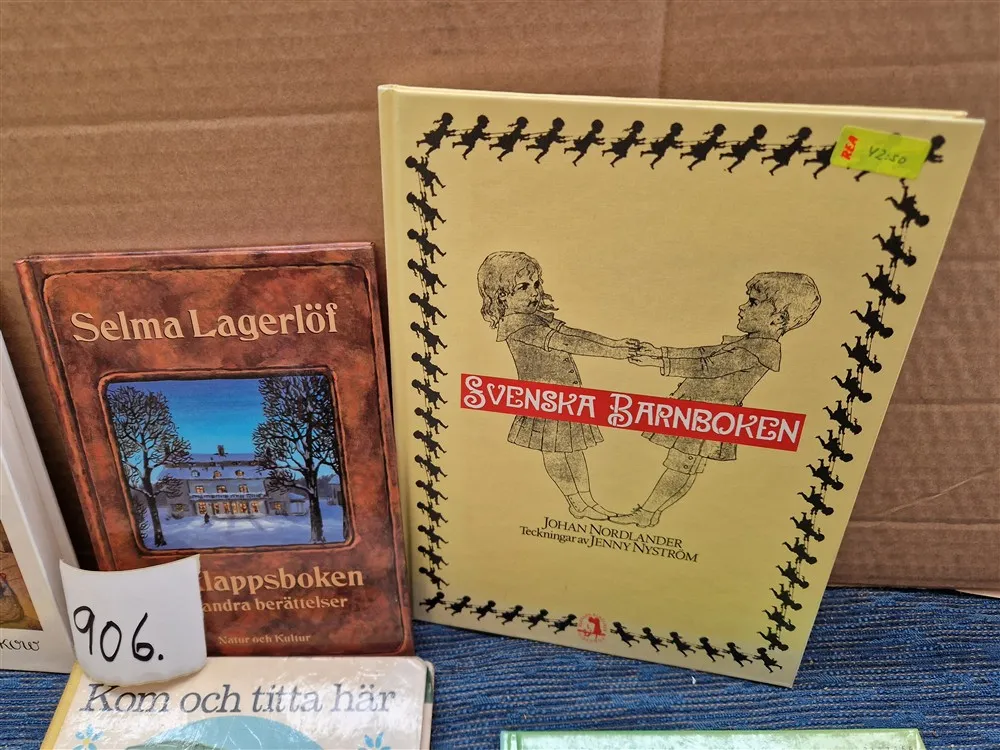 Selma Lagerlöf
lappsboken
andra berättelser
Natur och Kultur
906.
Kom och titta här
REA
42:50
SVENSKA BARNBOKEN
JOHAN NORDLANDER
Teckningar av JENNY NYSTRÖM